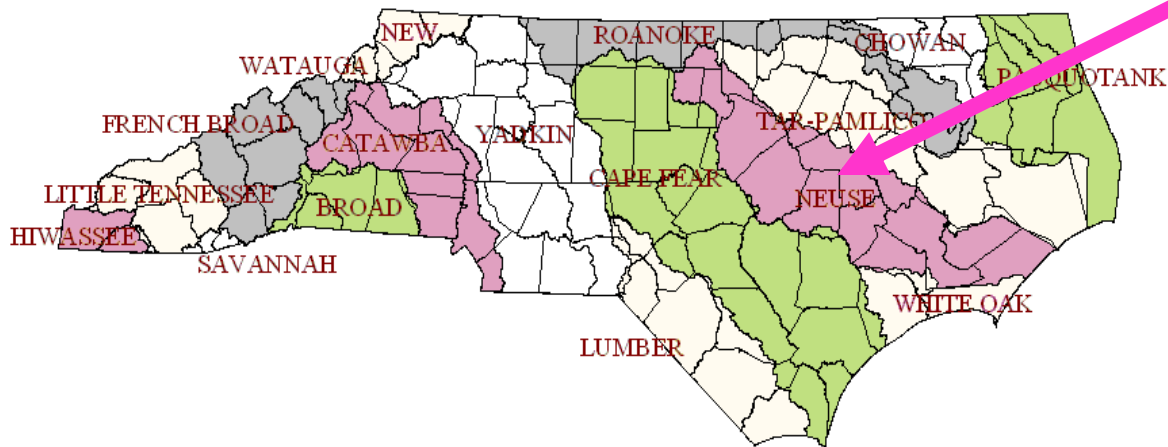 NEW
ROANOKE
CHOWAN
WATAUGA
PASQUOTANK
FRENCH BROAD
CATAWBA
YADKIN
TAR-PAMLICO
CAPE FEAR
LITTLE TENNESSEE
BROAD
NEUSE
HIWASSEE
SAVANNAH
WHITE OAK
LUMBER